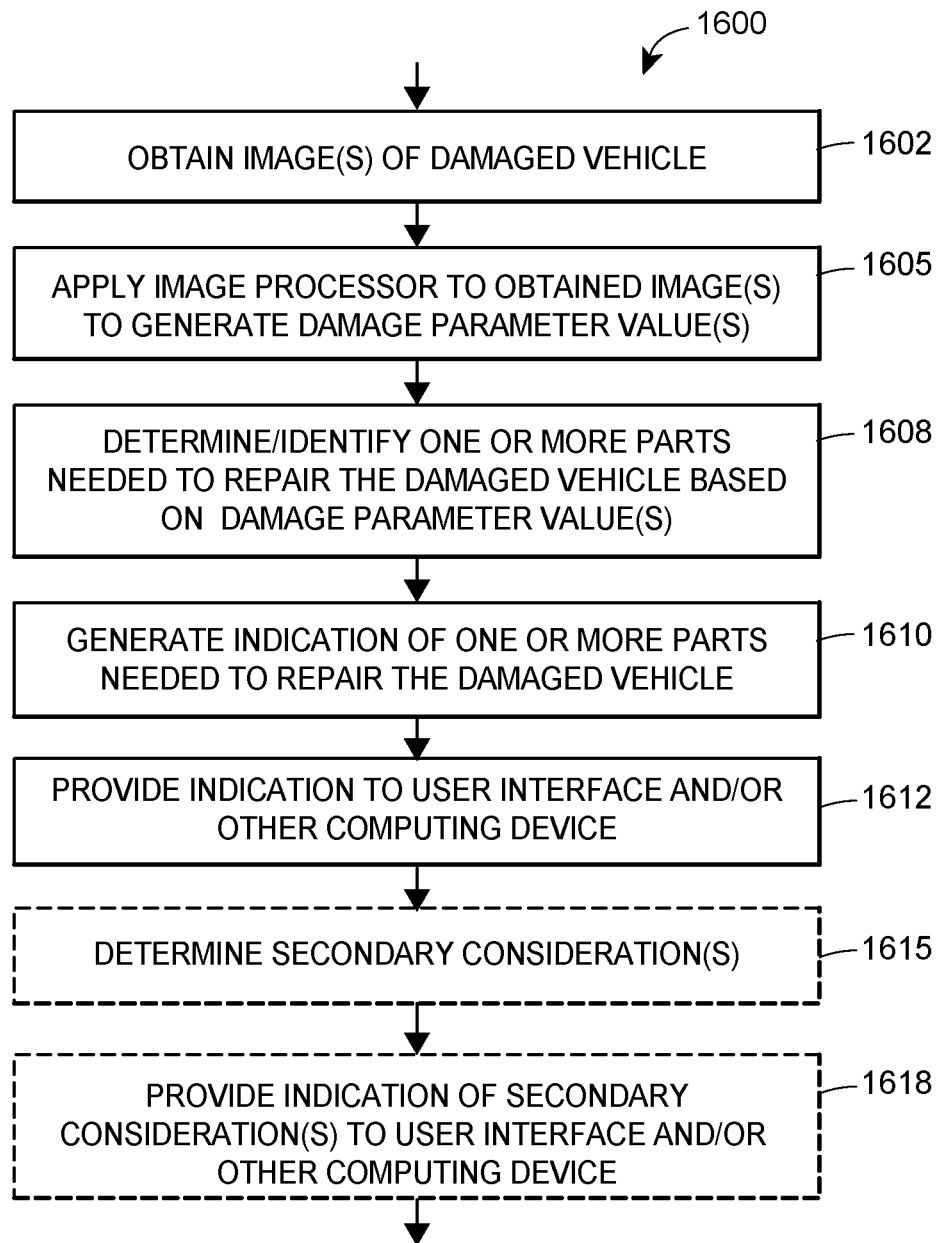 1600
OBTAIN IMAGE(S) OF DAMAGED VEHICLE
1602
APPLY IMAGE PROCESSOR TO OBTAINED IMAGE(S)
TO GENERATE DAMAGE PARAMETER VALUE(S)
1605
DETERMINE/IDENTIFY ONE OR MORE PARTS
NEEDED TO REPAIR THE DAMAGED VEHICLE BASED
ON DAMAGE PARAMETER VALUE(S)
1608
GENERATE INDICATION OF ONE OR MORE PARTS
NEEDED TO REPAIR THE DAMAGED VEHICLE
1610
PROVIDE INDICATION TO USER INTERFACE AND/OR
OTHER COMPUTING DEVICE
1612
DETERMINE SECONDARY CONSIDERATION(S)
1615
PROVIDE INDICATION OF SECONDARY
CONSIDERATION(S) TO USER INTERFACE AND/OR
OTHER COMPUTING DEVICE
1618